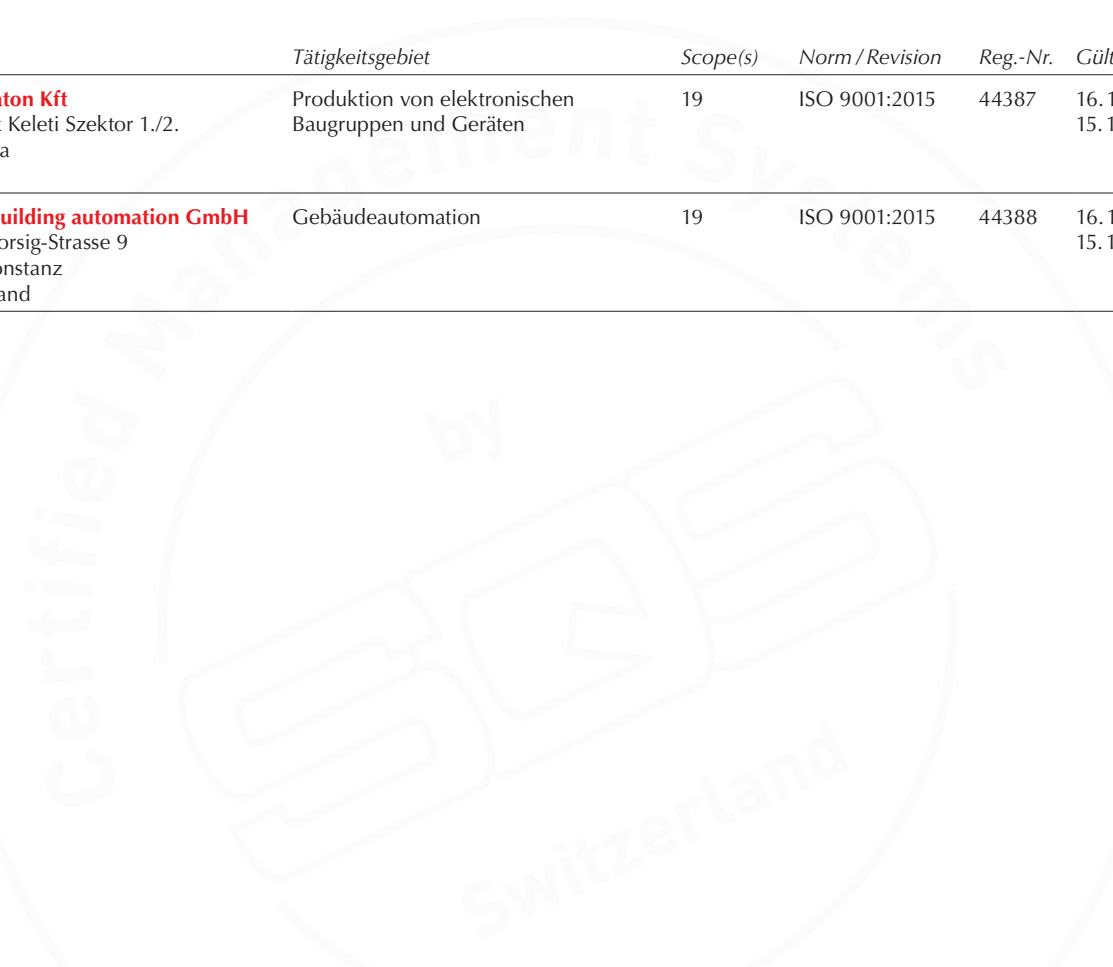 Tätigkeitsgebiet Scope(s) Norm / Revision Reg.-Nr. Gült
aton Kft Produktion von elektronischen 19 ISO 9001:2015 44387 16. 1
Keleti Szektor 1./2. Baugruppen und Geräten 15. 1
a
uilding automation GmbH Gebäudeautomation 19 ISO 9001:2015 44388 16. 1
orsig-Strasse 9 15. 1
onstanz
and
Certified Management Systems
by
SQS
Switzerland